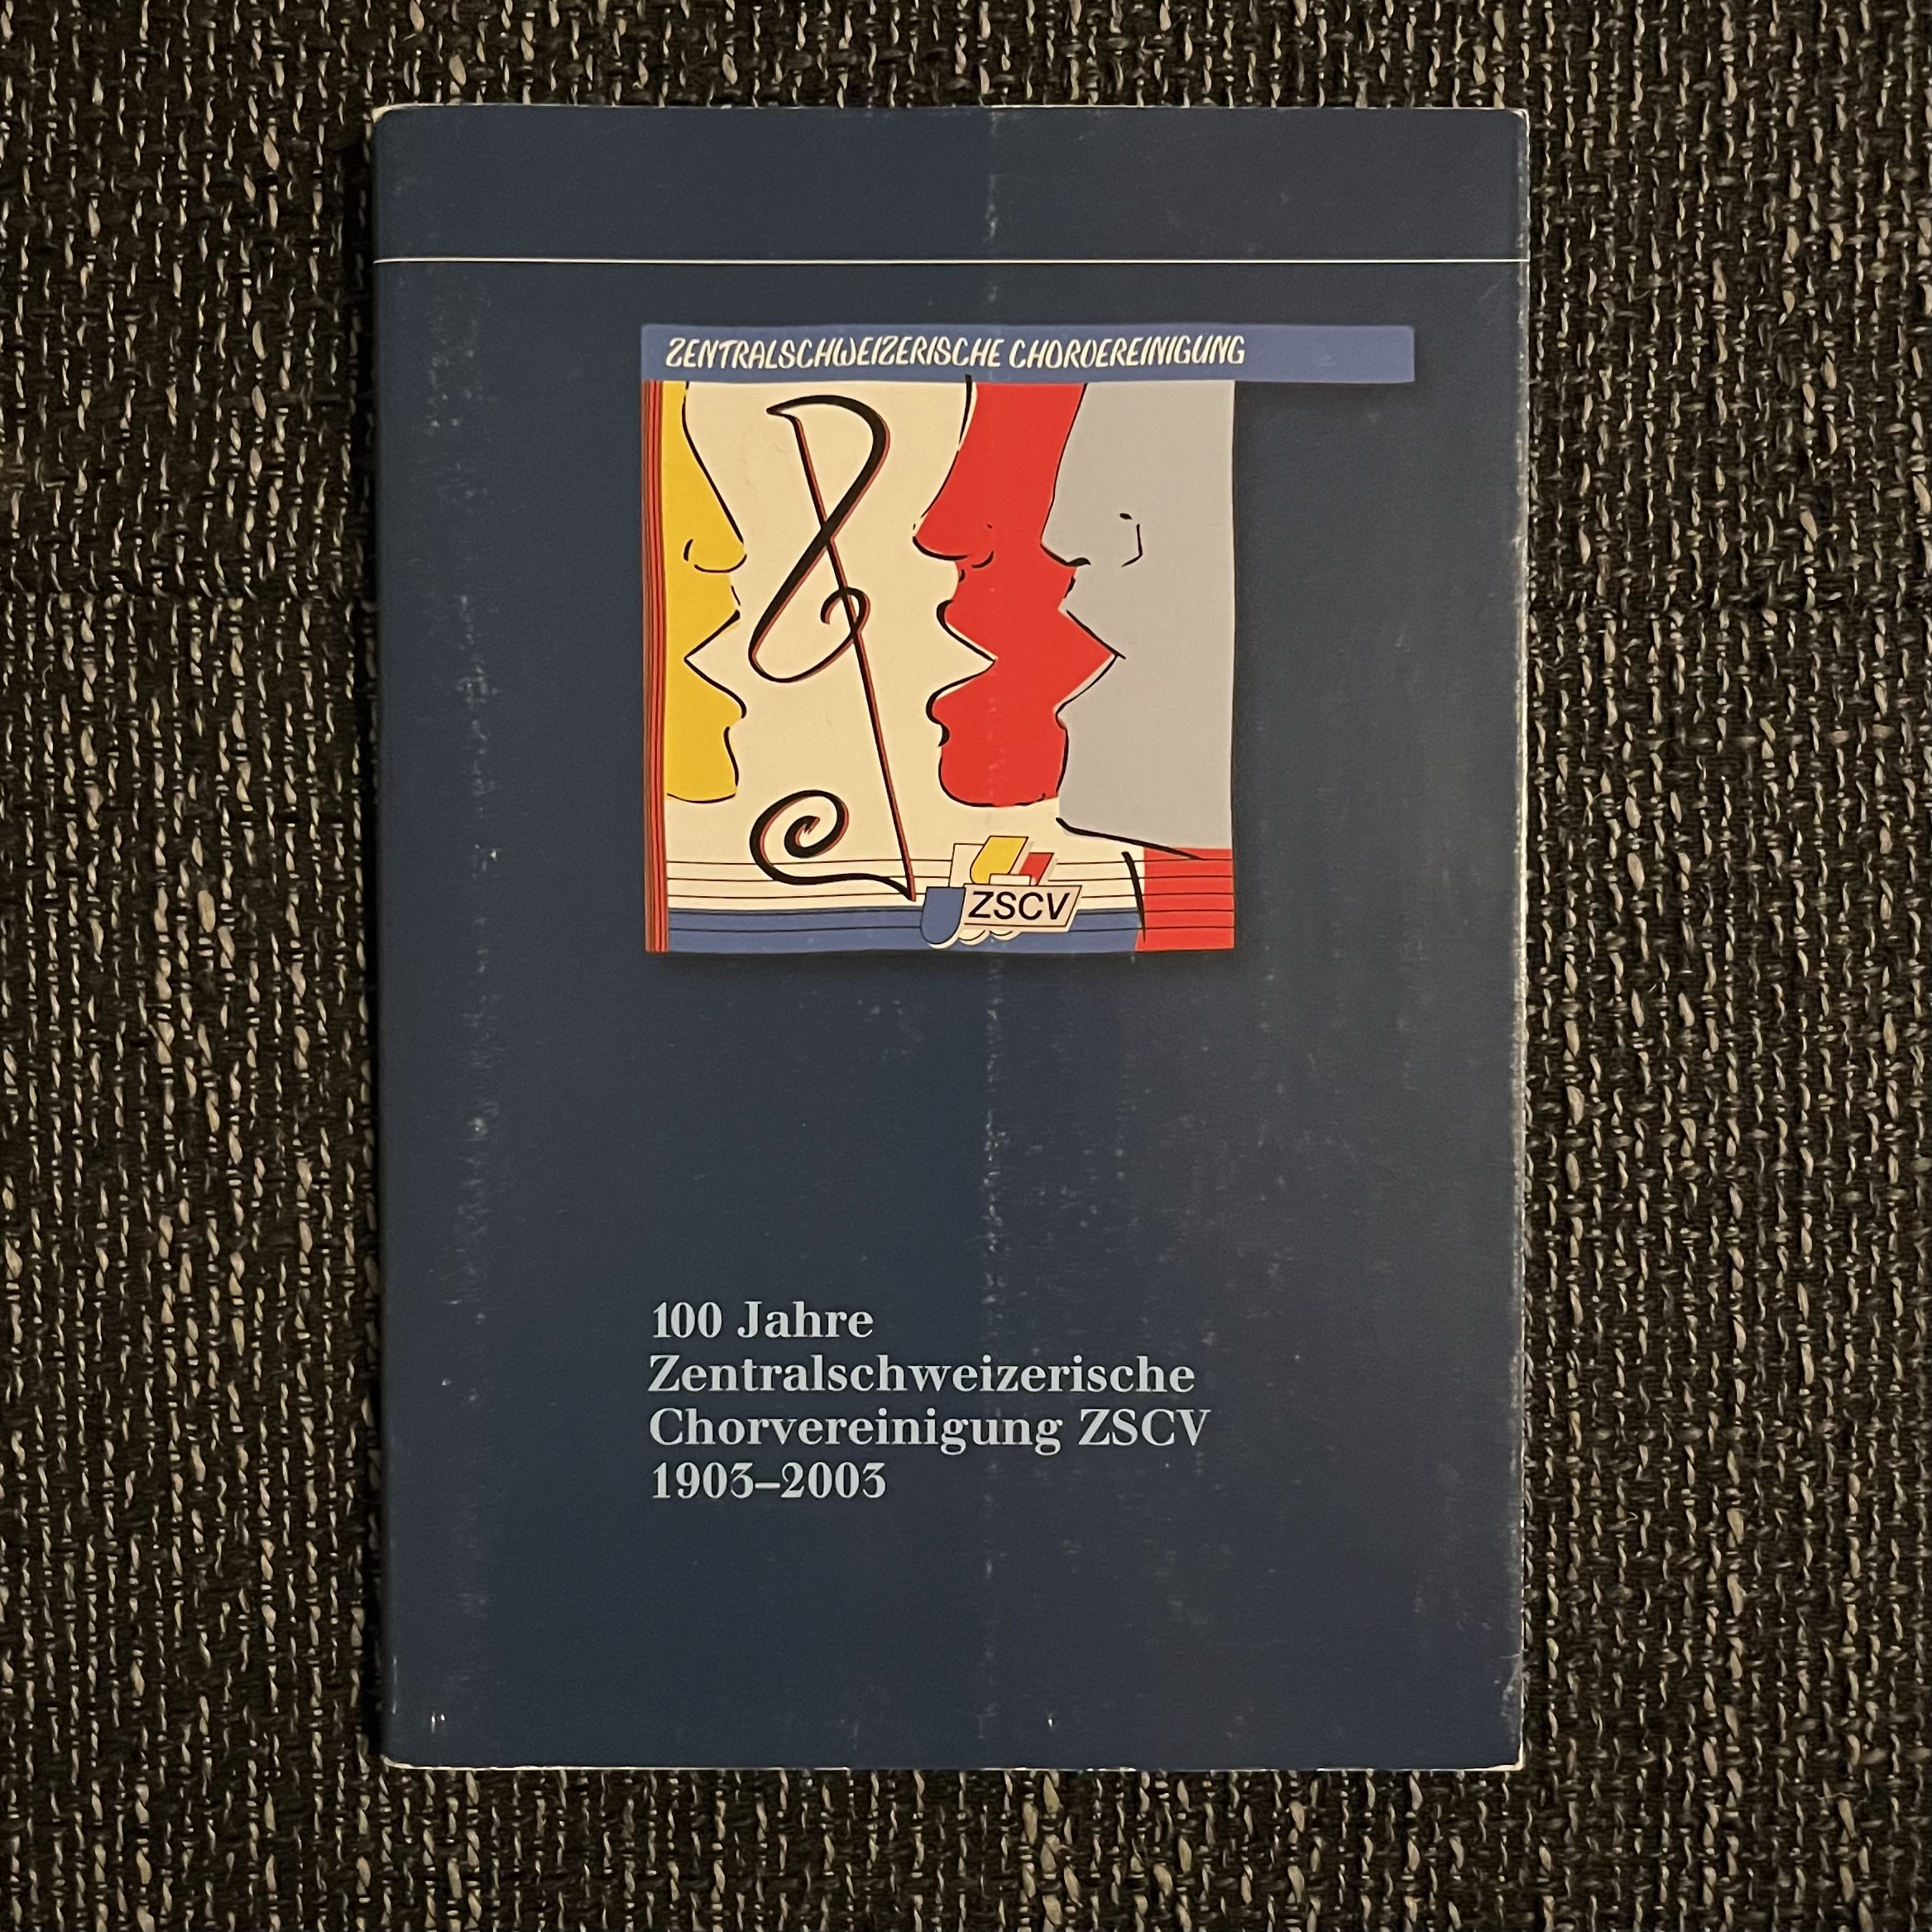 ZENTRALSCHWEIZERISCHE CHORVEREINIGUNG
ZSCV
100 Jahre
Zentralschweizerische
Chorvereinigung ZSCV
1903–2003